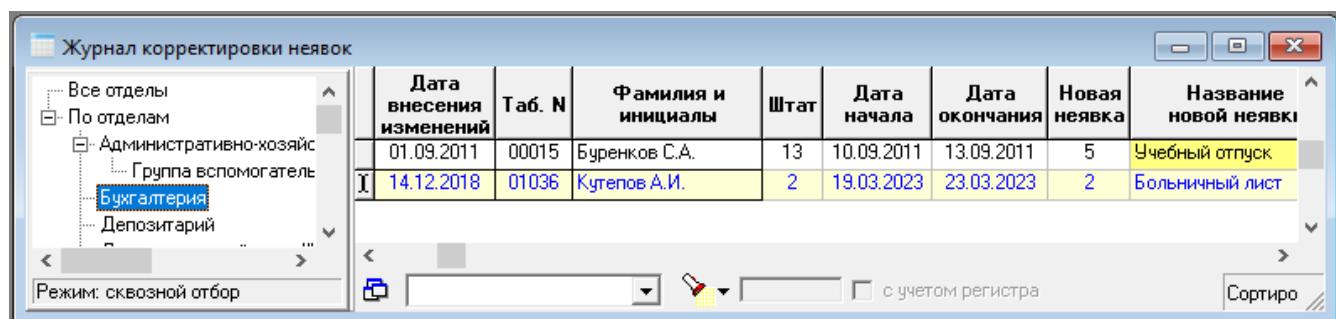 Журнал корректировки неявок
Все отделы
По отделам
Административно-хозяйс
Группа вспомогатель
Бухгалтерия
Депозитарий
Режим: сквозной отбор
Дата внесения изменений Таб. N Фамилия и инициалы Штат Дата начала Дата окончания Новая неявка Название новой неявки
01.09.2011 00015 Буренков С.А. 13 10.09.2011 13.09.2011 5 Учебный отпуск
14.12.2018 01036 Кутепов А.И. 2 19.03.2023 23.03.2023 2 Больничный лист
с учетом регистра
Сортиро